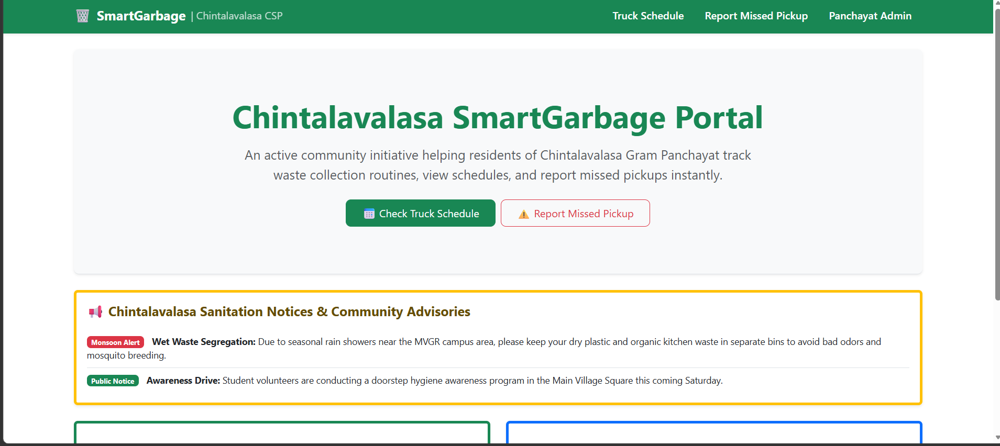 SmartGarbage | Chintalavalasa CSP
Truck Schedule
Report Missed Pickup
Panchayat Admin
Chintalavalasa SmartGarbage Portal
An active community initiative helping residents of Chintalavalasa Gram Panchayat track
waste collection routines, view schedules, and report missed pickups instantly.
Check Truck Schedule
Report Missed Pickup
Chintalavalasa Sanitation Notices & Community Advisories
Monsoon Alert Wet Waste Segregation: Due to seasonal rain showers near the MVGR campus area, please keep your dry plastic and organic kitchen waste in separate bins to avoid bad odors and
mosquito breeding.
Public Notice Awareness Drive: Student volunteers are conducting a doorstep hygiene awareness program in the Main Village Square this coming Saturday.